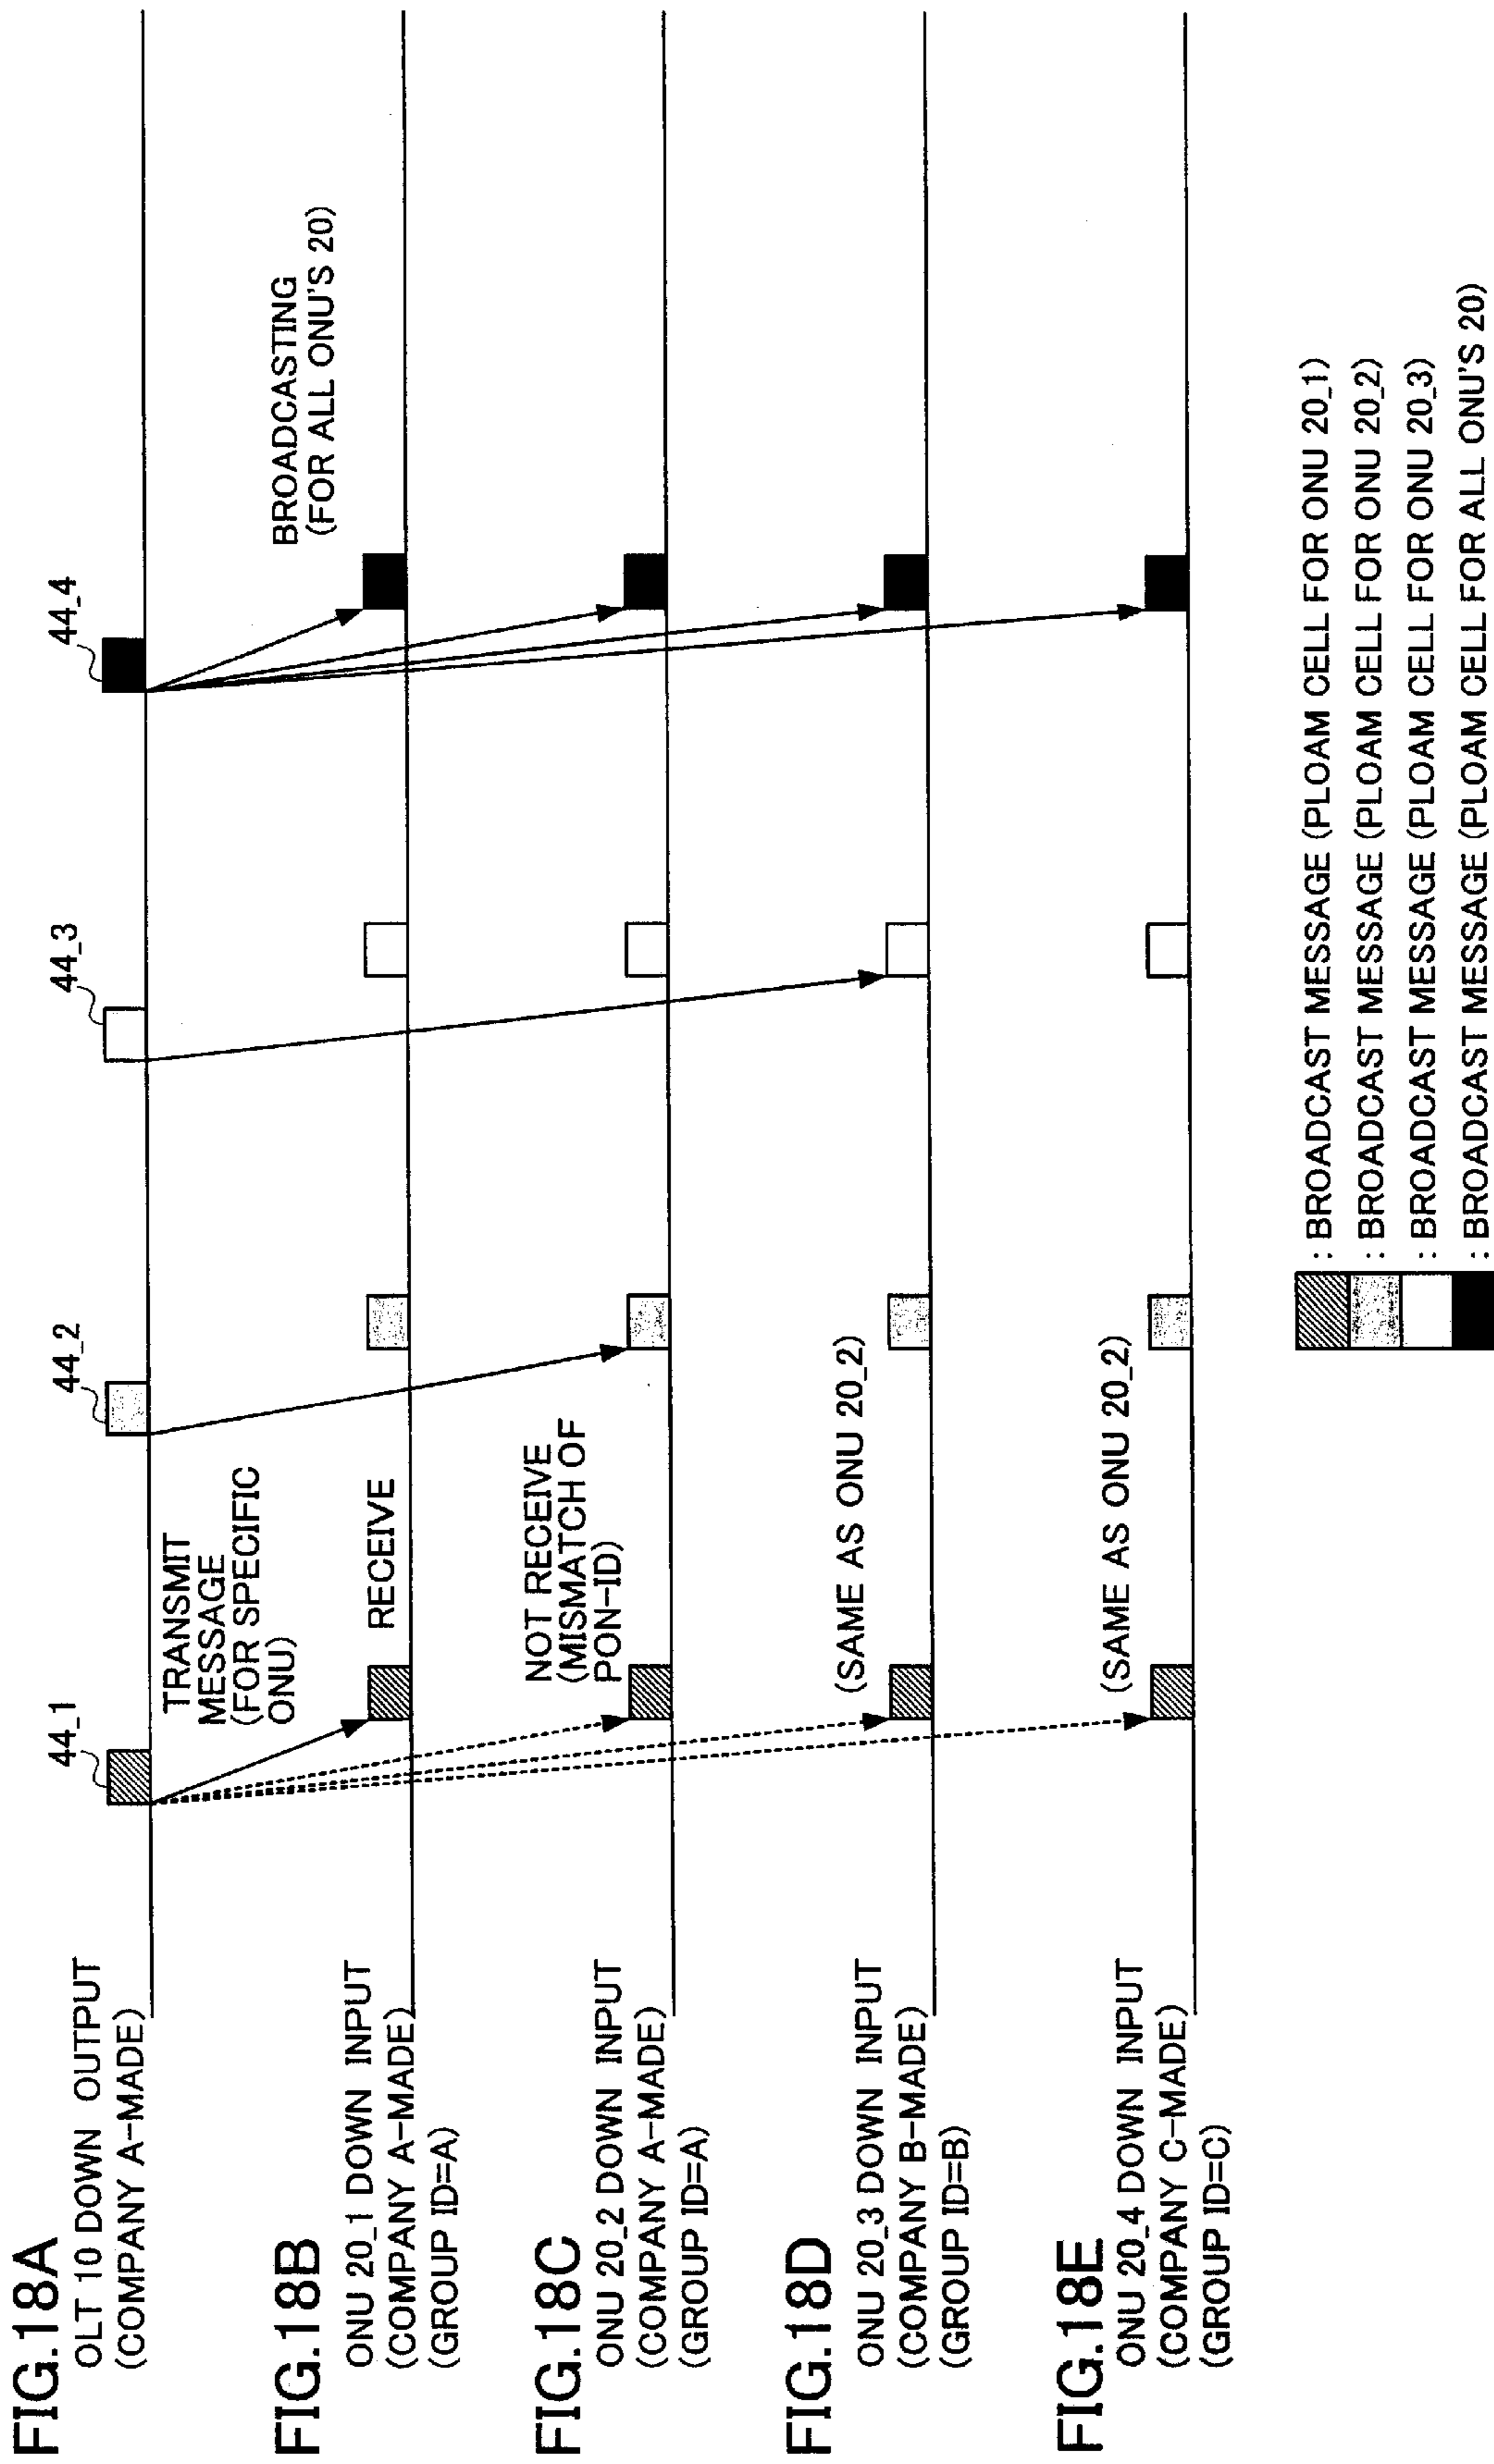 FIG.18A
OLT 10 DOWN OUTPUT
(COMPANY A-MADE)
44_1
44_2
44_3
44_4
TRANSMIT
MESSAGE
(FOR SPECIFIC
ONU)
FIG.18B
ONU 20_1 DOWN INPUT
(COMPANY A-MADE)
(GROUP ID=A)
RECEIVE
BROADCASTING
(FOR ALL ONU'S 20)
FIG.18C
ONU 20_2 DOWN INPUT
(COMPANY A-MADE)
(GROUP ID=A)
NOT RECEIVE
(MISMATCH OF
PON-ID)
FIG.18D
ONU 20_3 DOWN INPUT
(COMPANY B-MADE)
(GROUP ID=B)
(SAME AS ONU 20_2)
FIG.18E
ONU 20_4 DOWN INPUT
(COMPANY C-MADE)
(GROUP ID=C)
(SAME AS ONU 20_2)
: BROADCAST MESSAGE (PLOAM CELL FOR ONU 20_1)
: BROADCAST MESSAGE (PLOAM CELL FOR ONU 20_2)
: BROADCAST MESSAGE (PLOAM CELL FOR ONU 20_3)
: BROADCAST MESSAGE (PLOAM CELL FOR ALL ONU'S 20)